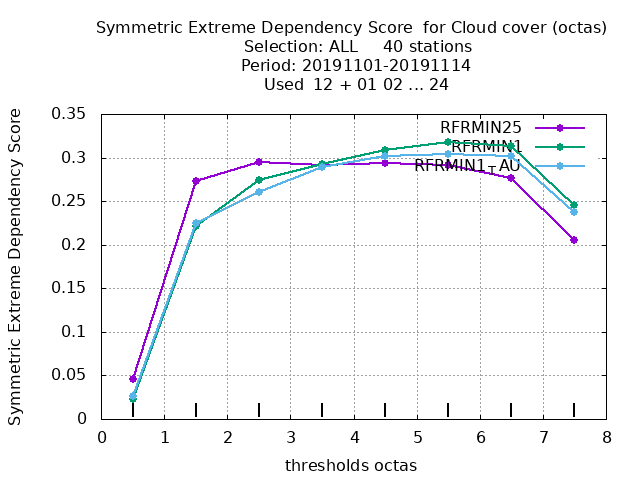 Symmetric Extreme Dependency Score  for Cloud cover (octas)
Selection: ALL     40 stations
Period: 20191101-20191114
Used  12 + 01 02 ... 24
Symmetric Extreme Dependency Score
0.35
0.3
0.25
0.2
0.15
0.1
0.05
0
RFRMIN25
RFRMIN1
RFRMIN1_TAU
0 1 2 3 4 5 6 7 8
thresholds octas